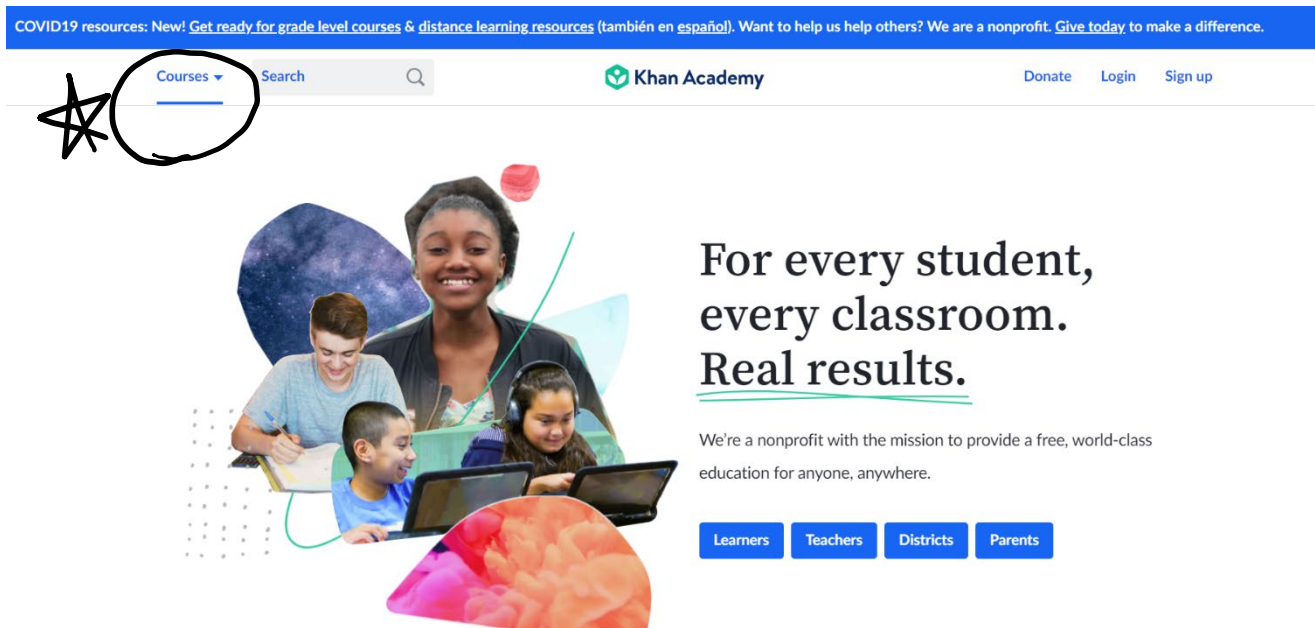 COVID19 resources: New! Get ready for grade level courses & distance learning resources (también en español). Want to help us help others? We are a nonprofit. Give today to make a difference.
Courses Search Khan Academy Donate Login Sign up
For every student,
every classroom.
Real results.
We’re a nonprofit with the mission to provide a free, world-class
education for anyone, anywhere.
Learners Teachers Districts Parents